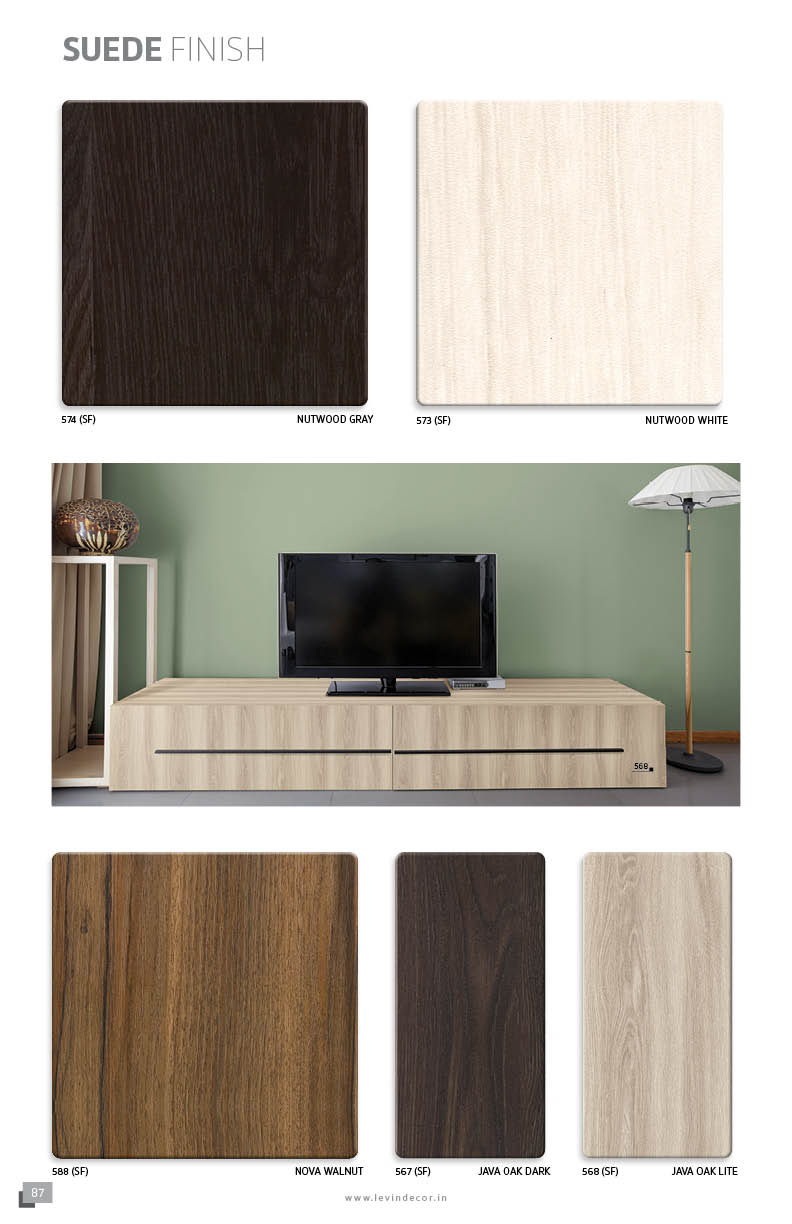 SUEDE FINISH
574 (SF) NUTWOOD GRAY
573 (SF) NUTWOOD WHITE
568
588 (SF) NOVA WALNUT
567 (SF) JAVA OAK DARK
568 (SF) JAVA OAK LITE
87
www.levindecor.in